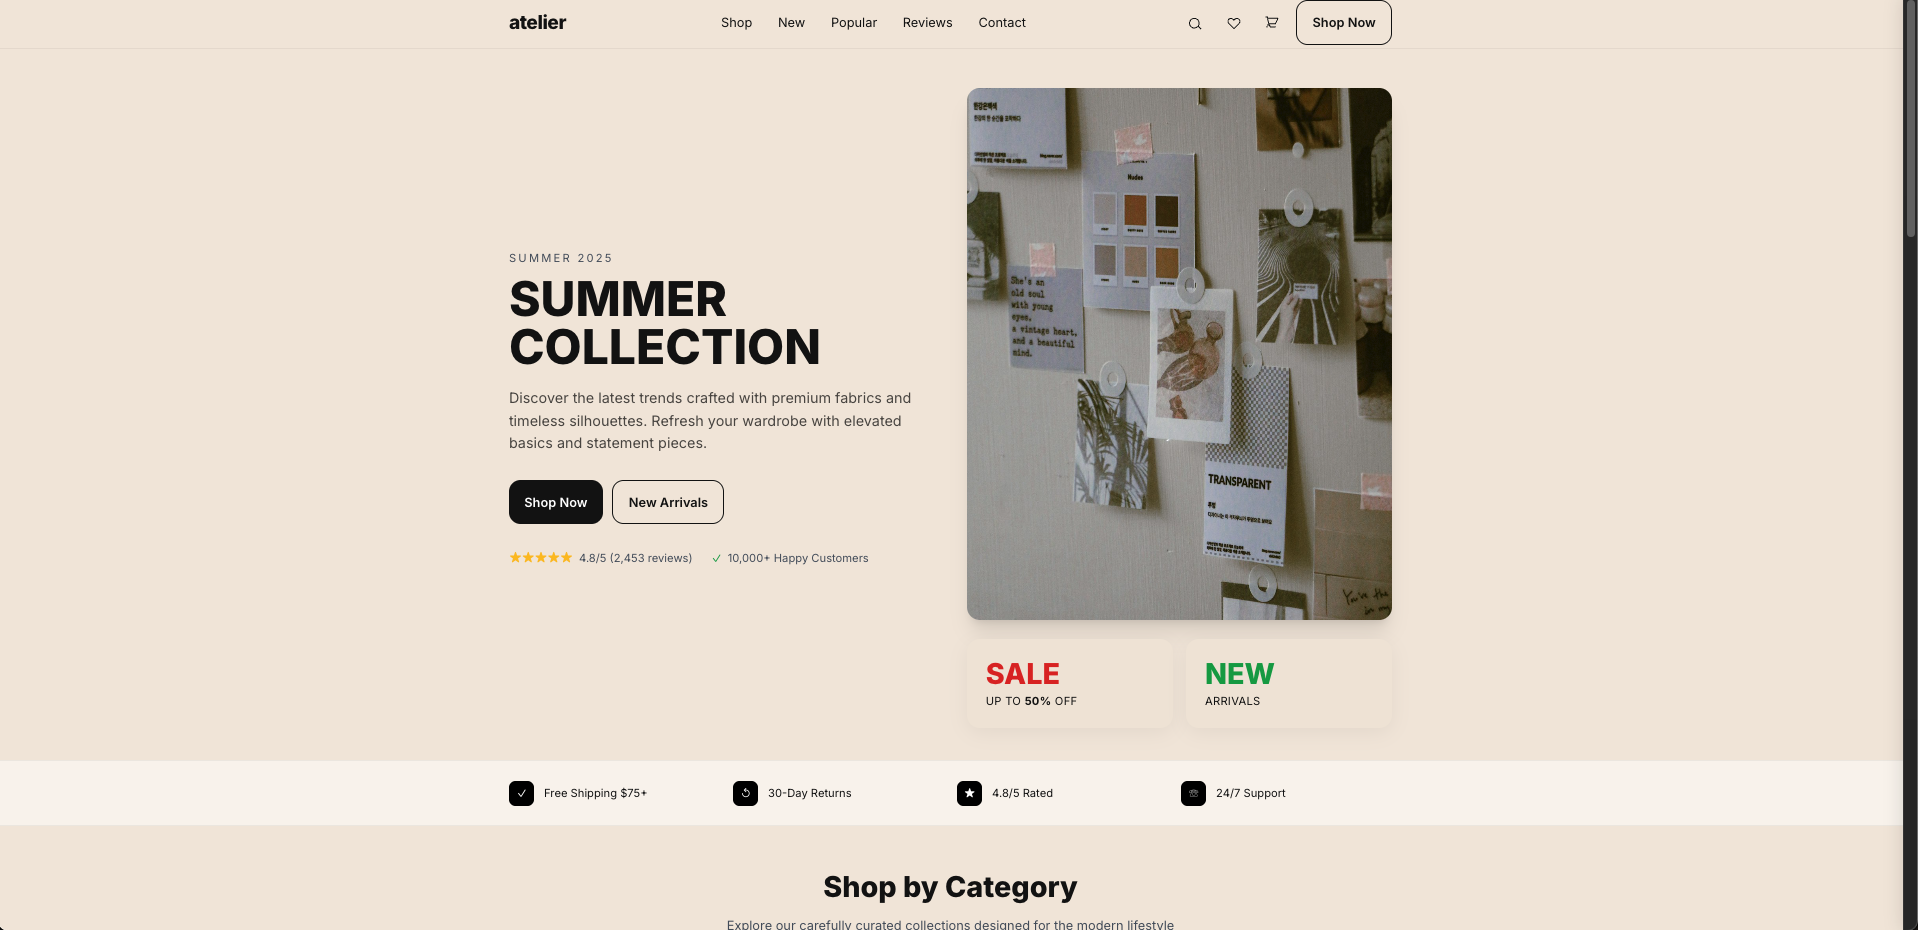 atelier
Shop
New
Popular
Reviews
Contact
Shop Now
SUMMER 2025
SUMMER
COLLECTION
Discover the latest trends crafted with premium fabrics and
timeless silhouettes. Refresh your wardrobe with elevated
basics and statement pieces.
Shop Now
New Arrivals
4.8/5 (2,453 reviews)
✓ 10,000+ Happy Customers
Nudes
She's an
old soul
with young
eyes,
a vintage heart,
and a beautiful
mind.
TRANSPARENT
You're the
SALE
UP TO 50% OFF
NEW
ARRIVALS
Free Shipping $75+
30-Day Returns
4.8/5 Rated
24/7 Support
Shop by Category
Explore our carefully curated collections designed for the modern lifestyle